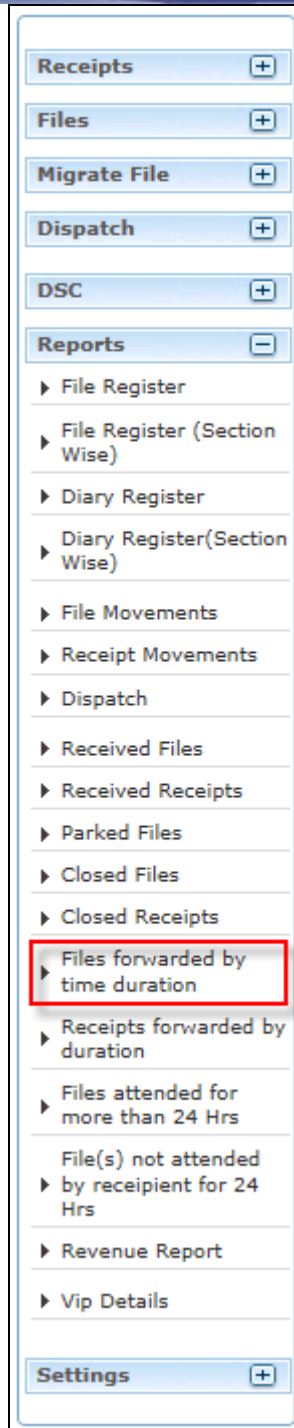 Receipts
Files
Migrate File
Dispatch
DSC
Reports
File Register
File Register (Section
Wise)
Diary Register
Diary Register(Section
Wise)
File Movements
Receipt Movements
Dispatch
Received Files
Received Receipts
Parked Files
Closed Files
Closed Receipts
Files forwarded by
time duration
Receipts forwarded by
duration
Files attended for
more than 24 Hrs
File(s) not attended
by receipient for 24
Hrs
Revenue Report
Vip Details
Settings